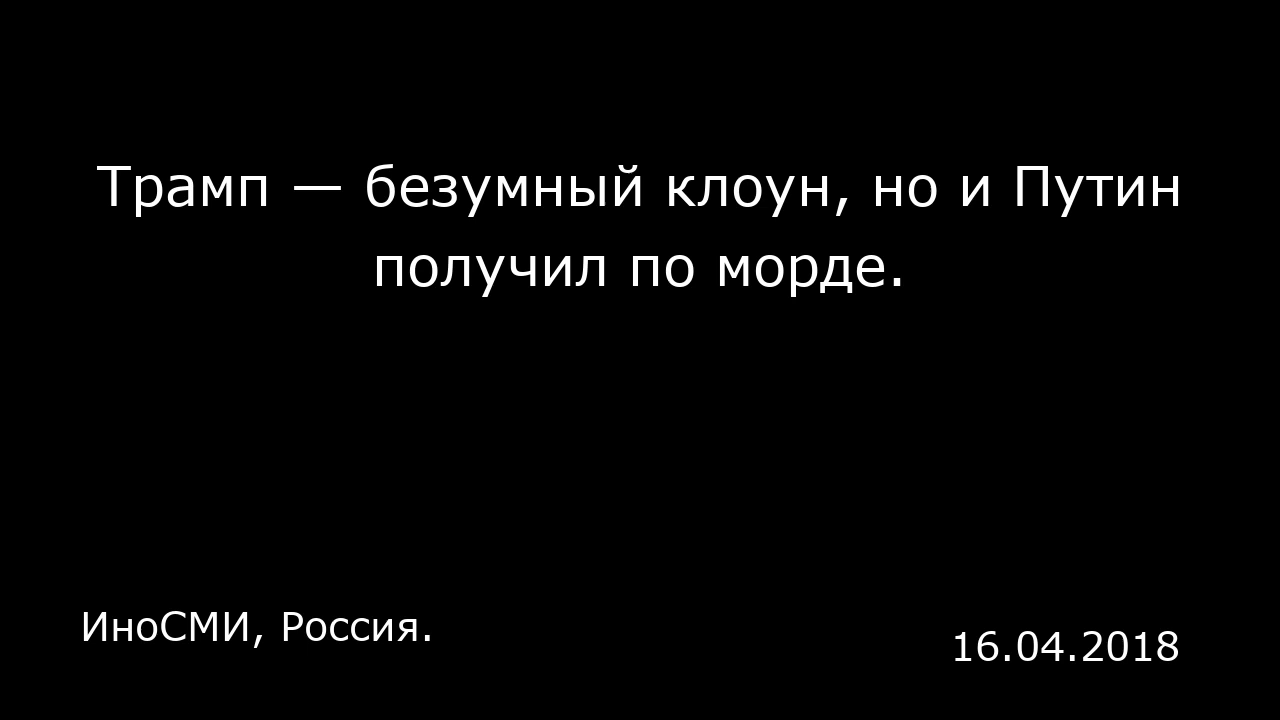 Трамп — безумный клоун, но и Путин
получил по морде.
ИноСМИ, Россия.
16.04.2018